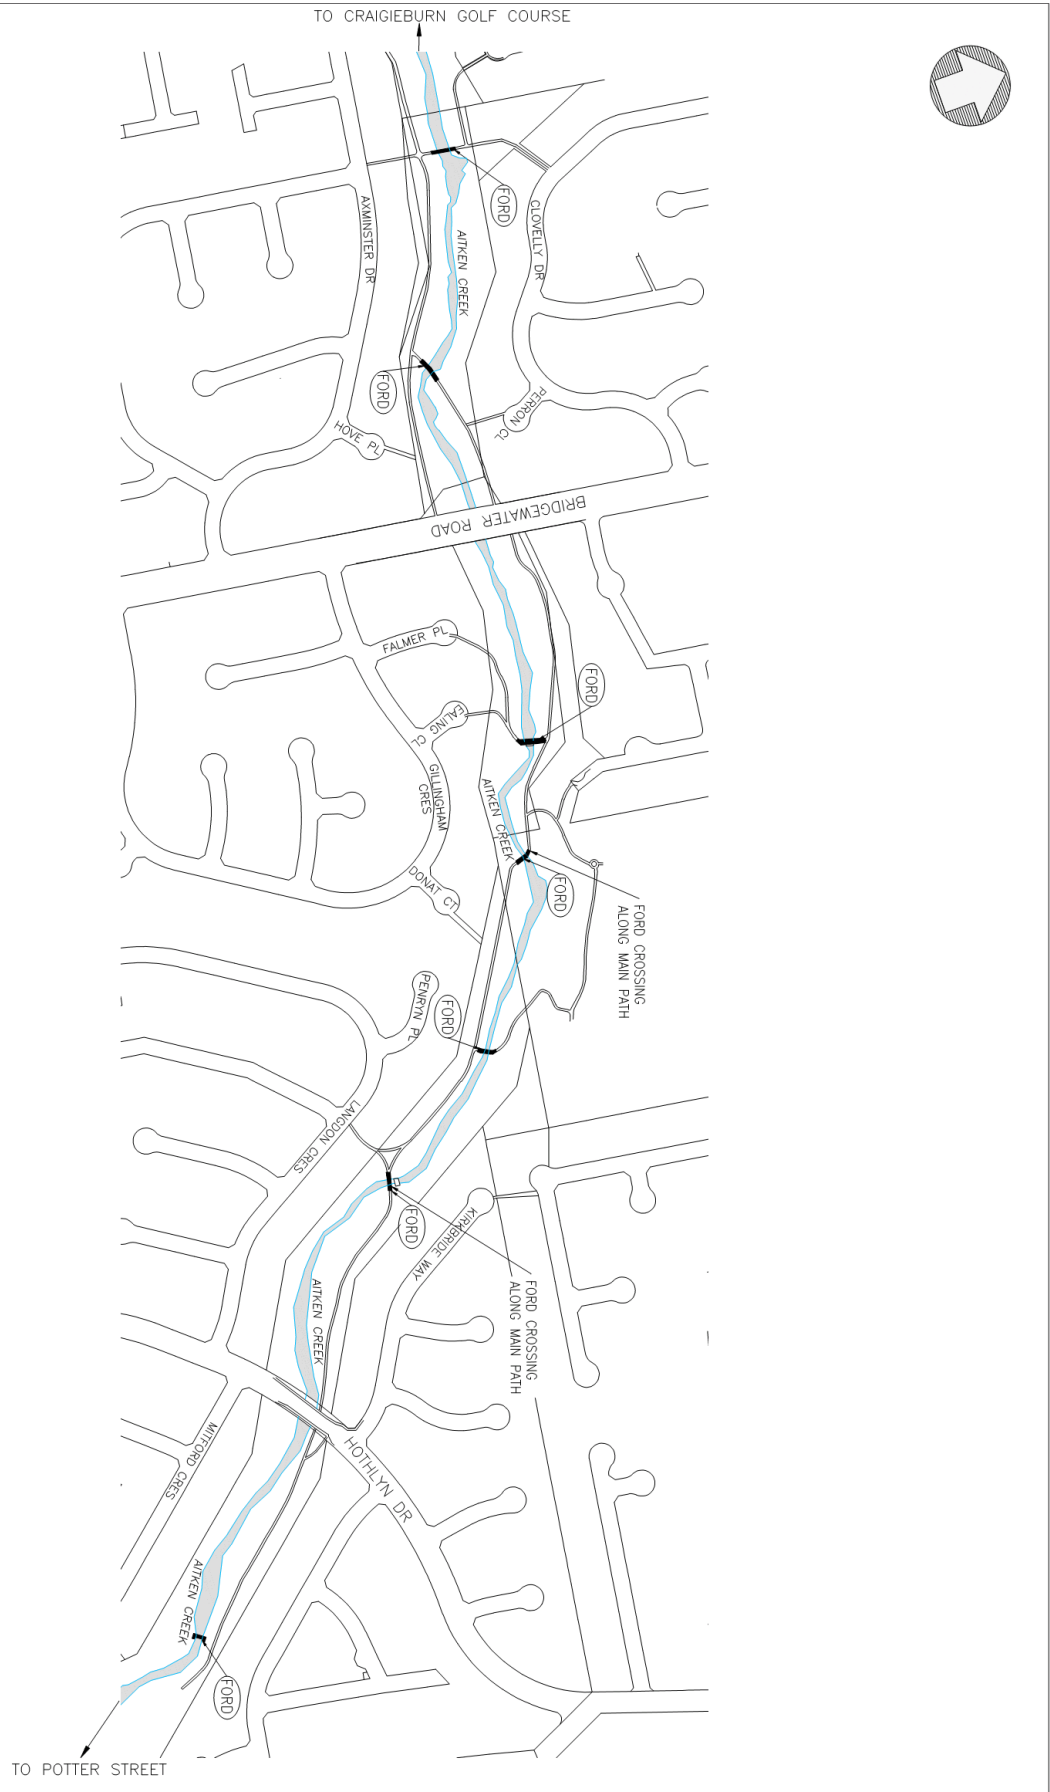 TO CRAIGIEBURN GOLF COURSE
FORD
AXMINSTER DR
CLOVELLY DR
AITKEN CREEK
FORD
PERRON CL
HOVE PL
BRIDGEWATER ROAD
FALMER PL
FORD
EALING CL
GILLINGHAM
CRES
AITKEN CREEK
DONAT CT
FORD
FORD CROSSING
ALONG MAIN PATH
PENRYN PL
FORD
LANGDON CRES
FORD
KIRKBRIDE WAY
FORD CROSSING
ALONG MAIN PATH
AITKEN CREEK
MITFORD CRES
HOTHLYN DR
AITKEN CREEK
FORD
TO POTTER STREET